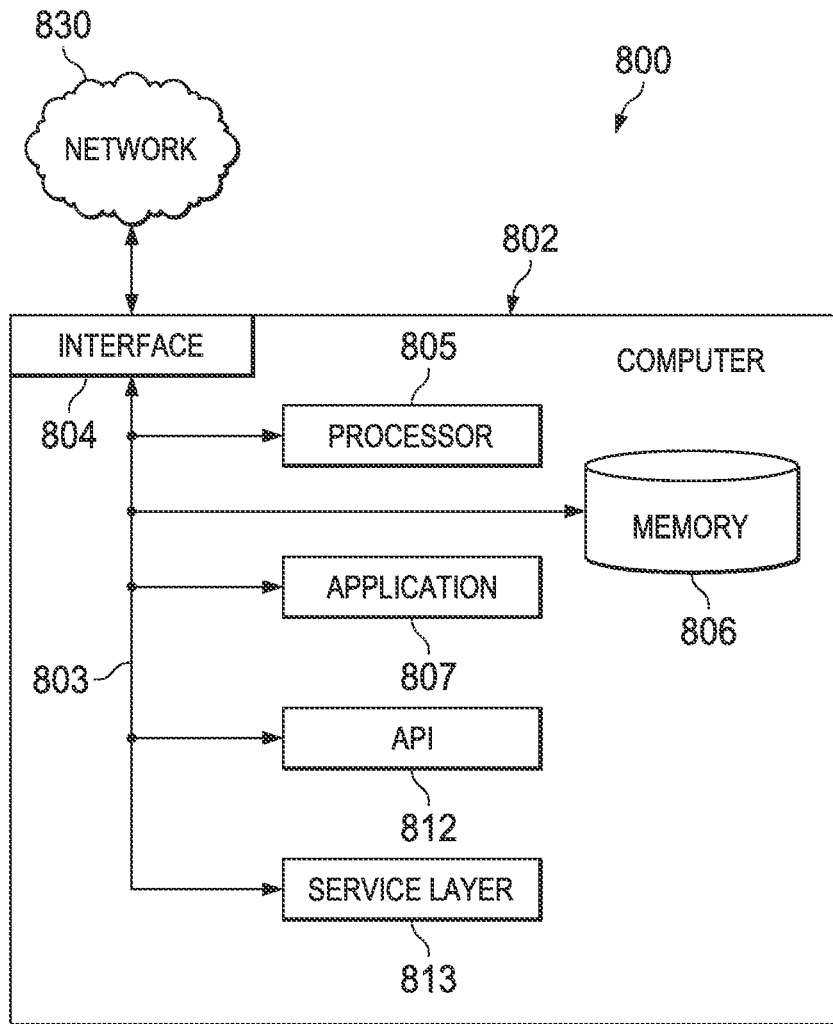 830
800
NETWORK
802
INTERFACE
805
COMPUTER
804
PROCESSOR
MEMORY
APPLICATION
806
803
807
API
812
SERVICE LAYER
813